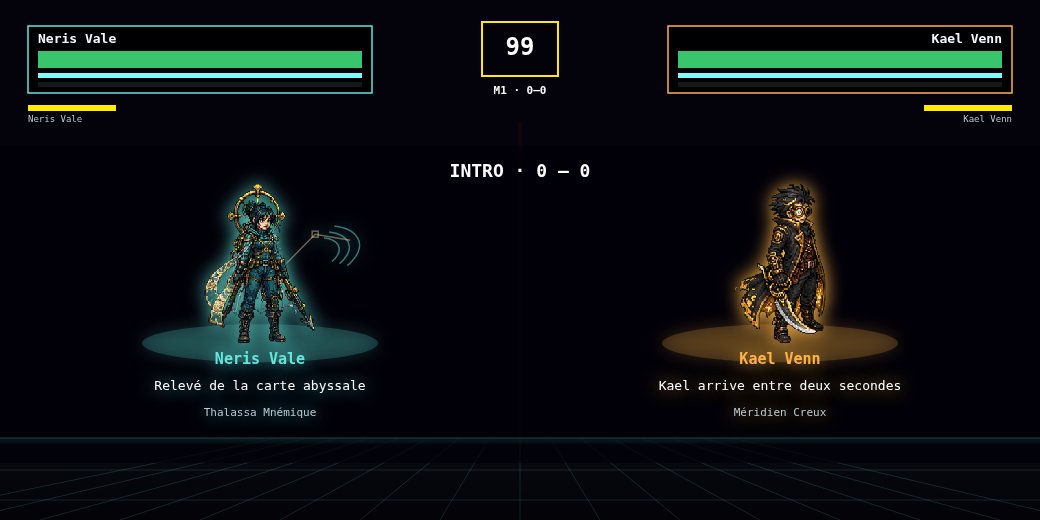 Neris Vale
99
Kael Venn
M1 · 0–0
Neris Vale
Kael Venn
INTRO · 0 — 0
Neris Vale
Kael Venn
Relevé de la carte abyssale
Kael arrive entre deux secondes
Thalassa Mnémique
Méridien Creux